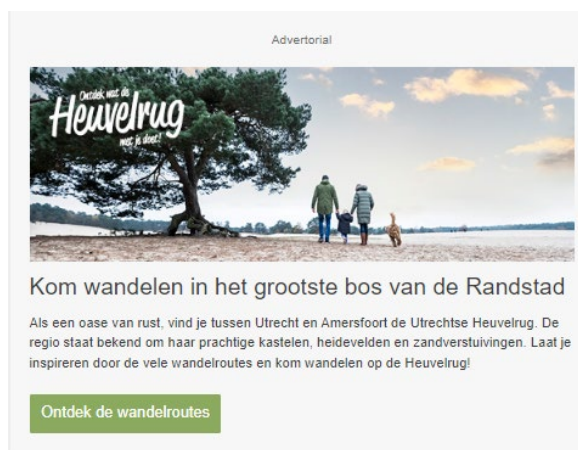 Advertorial
Ontdek wat de
Heuvelrug
met je doet!
Kom wandelen in het grootste bos van de Randstad
Als een oase van rust, vind je tussen Utrecht en Amersfoort de Utrechtse Heuvelrug. De
regio staat bekend om haar prachtige kastelen, heidevelden en zandverstuivingen. Laat je
inspireren door de vele wandelroutes en kom wandelen op de Heuvelrug!
Ontdek de wandelroutes